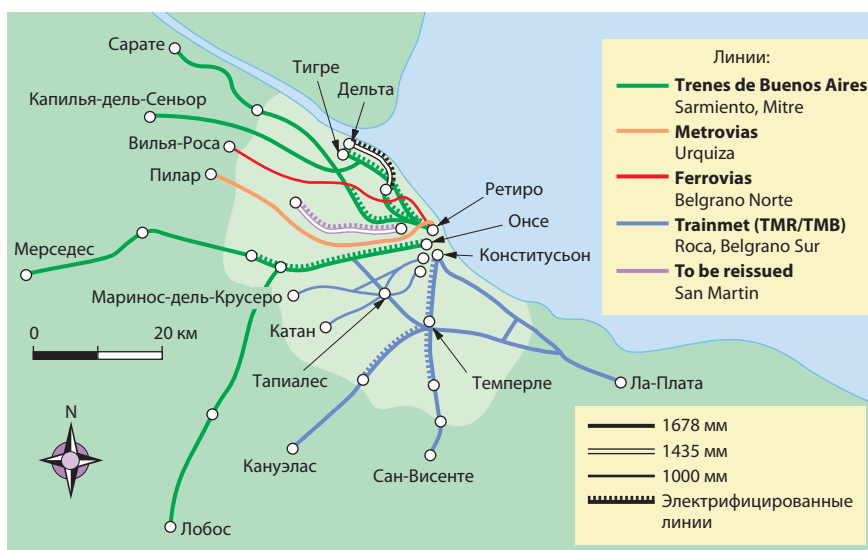 Сарате
Тигре
Дельта
Капилья-дель-Сеньор
Вилья-Роса
Пилар
Ретиро
Онсе
Мерседес
Конститусьон
Маринос-дель-Крусеро
0 20 км
Катан
Тапиалес
Темперле
Ла-Плата
N
Кануэлас
Сан-Висенте
Лобос
Линии:
Trenes de Buenos Aires
Sarmiento, Mitre
Metrovias
Urquiza
Ferrovias
Belgrano Norte
Trainmet (TMR/TMB)
Roca, Belgrano Sur
To be reissued
San Martin
1678 мм
1435 мм
1000 мм
Электрифицированные
линии